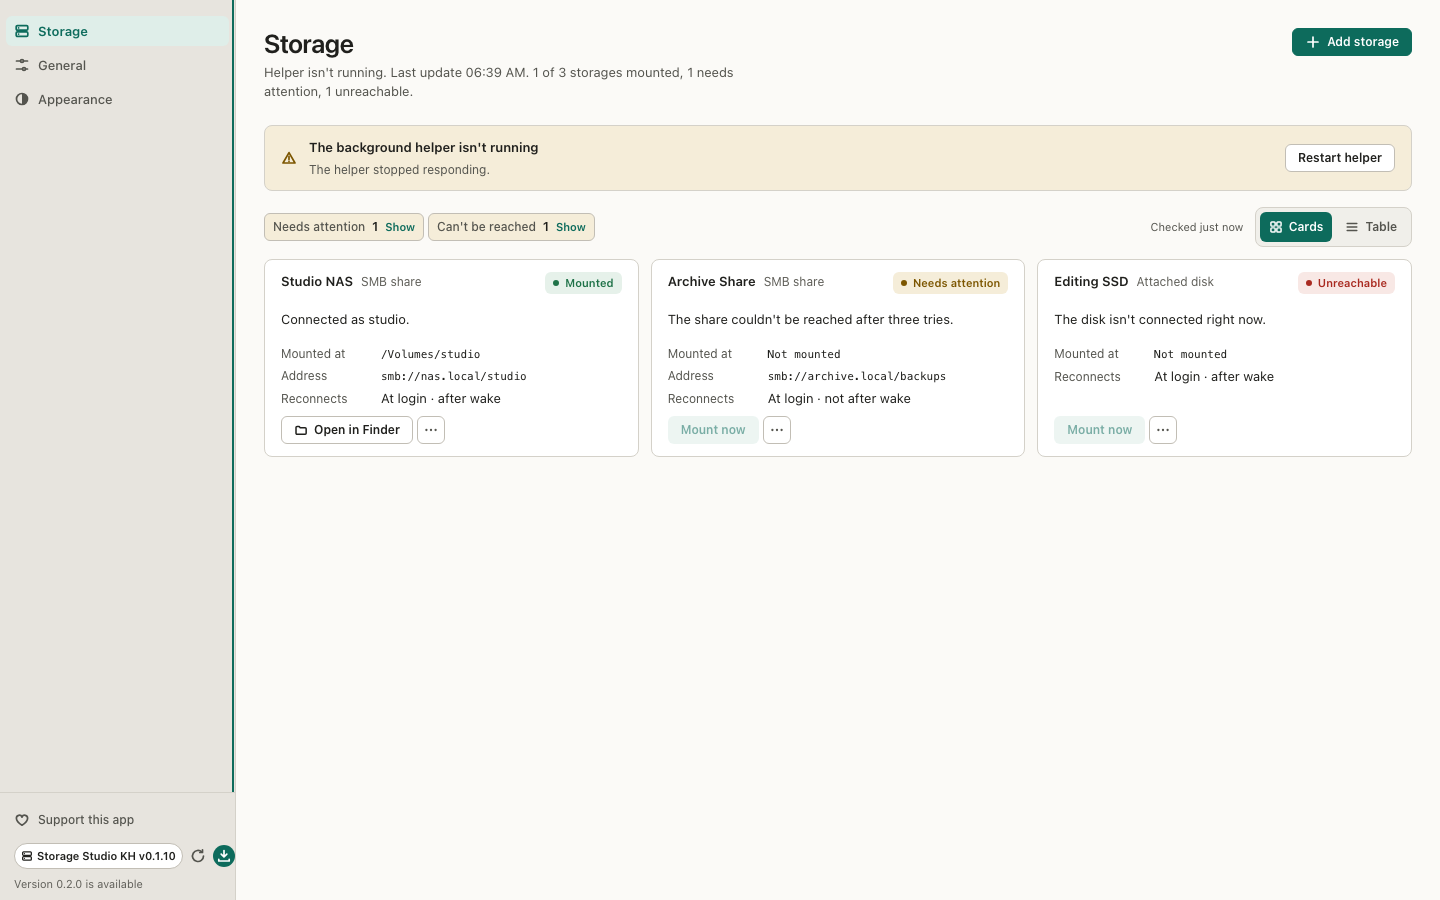 Storage
General
Appearance
Support this app
Storage Studio KH v0.1.10
Version 0.2.0 is available
Storage
Add storage
Helper isn't running. Last update 06:39 AM. 1 of 3 storages mounted, 1 needs
attention, 1 unreachable.
The background helper isn't running
The helper stopped responding.
Restart helper
Needs attention 1 Show
Can't be reached 1 Show
Checked just now
Cards
Table
Studio NAS SMB share
Mounted
Connected as studio.
Mounted at /Volumes/studio
Address smb://nas.local/studio
Reconnects At login · after wake
Open in Finder
Archive Share SMB share
Needs attention
The share couldn't be reached after three tries.
Mounted at Not mounted
Address smb://archive.local/backups
Reconnects At login · not after wake
Mount now
Editing SSD Attached disk
Unreachable
The disk isn't connected right now.
Mounted at Not mounted
Reconnects At login · after wake
Mount now